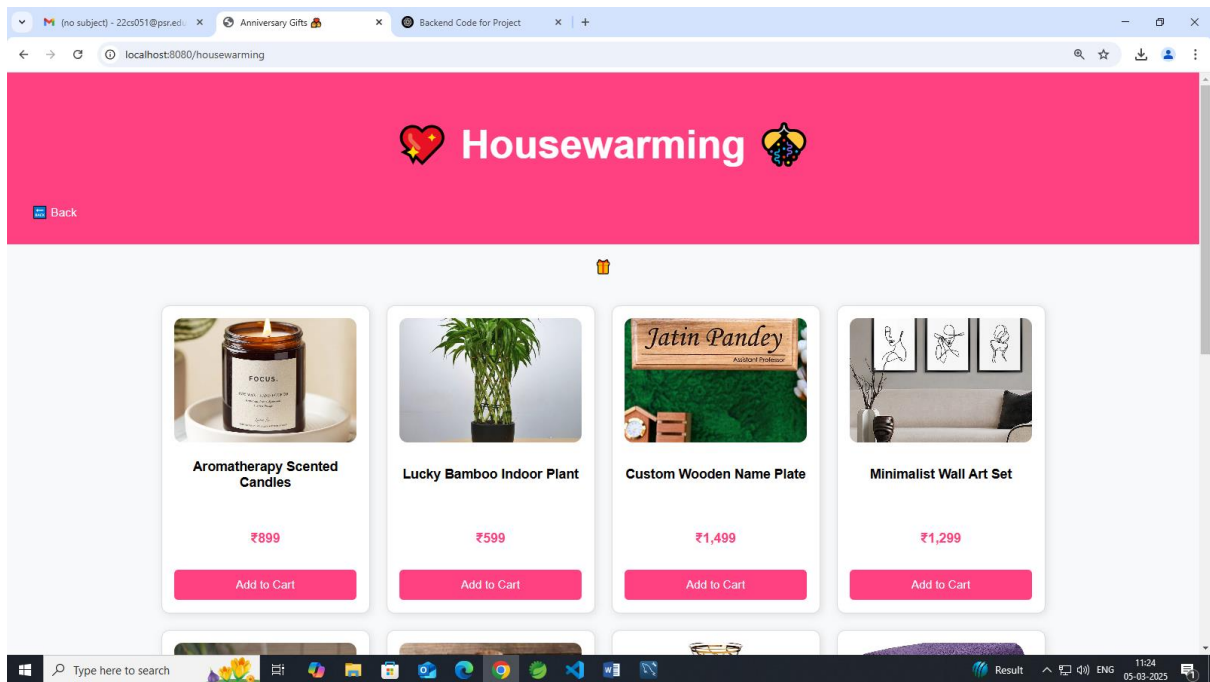 (no subject) - 22cs051@psr.edu
Anniversary Gifts
Backend Code for Project
localhost:8080/housewarming
💖 Housewarming 🎊
🔙 Back
🎁
FOCUS.
Jatin Pandey
Assistant Professor
Aromatherapy Scented
Candles
Lucky Bamboo Indoor Plant
Custom Wooden Name Plate
Minimalist Wall Art Set
₹899
₹599
₹1,499
₹1,299
Add to Cart
Add to Cart
Add to Cart
Add to Cart
Type here to search
Result
ENG
11:24
05-03-2025